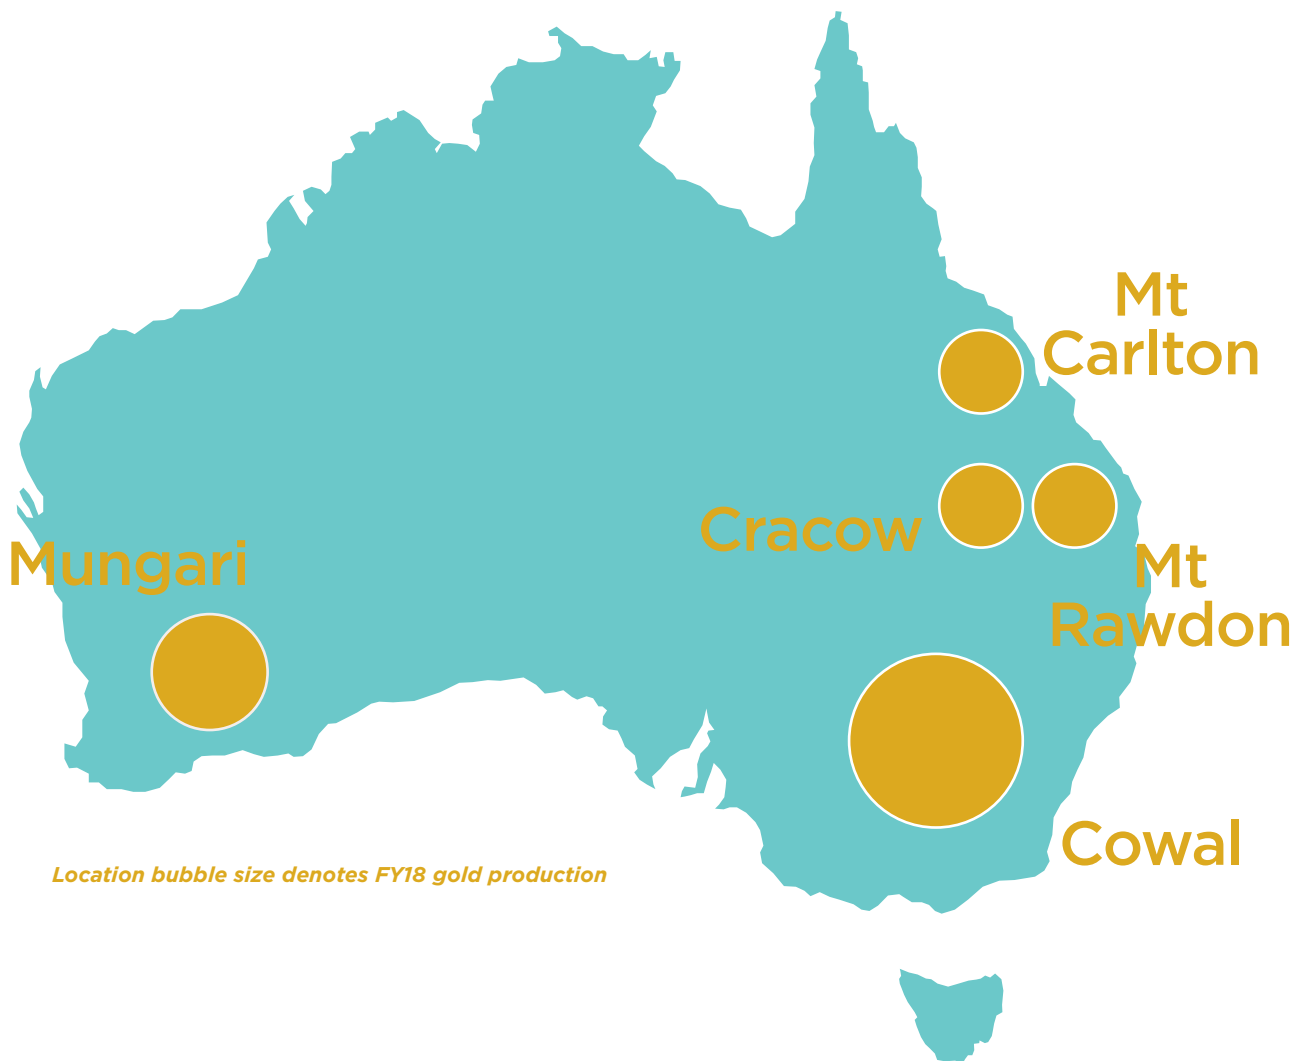 Mt
Carlton
Cracow
Mungari
Mt
Rawdon
Cowal
Location bubble size denotes FY18 gold production